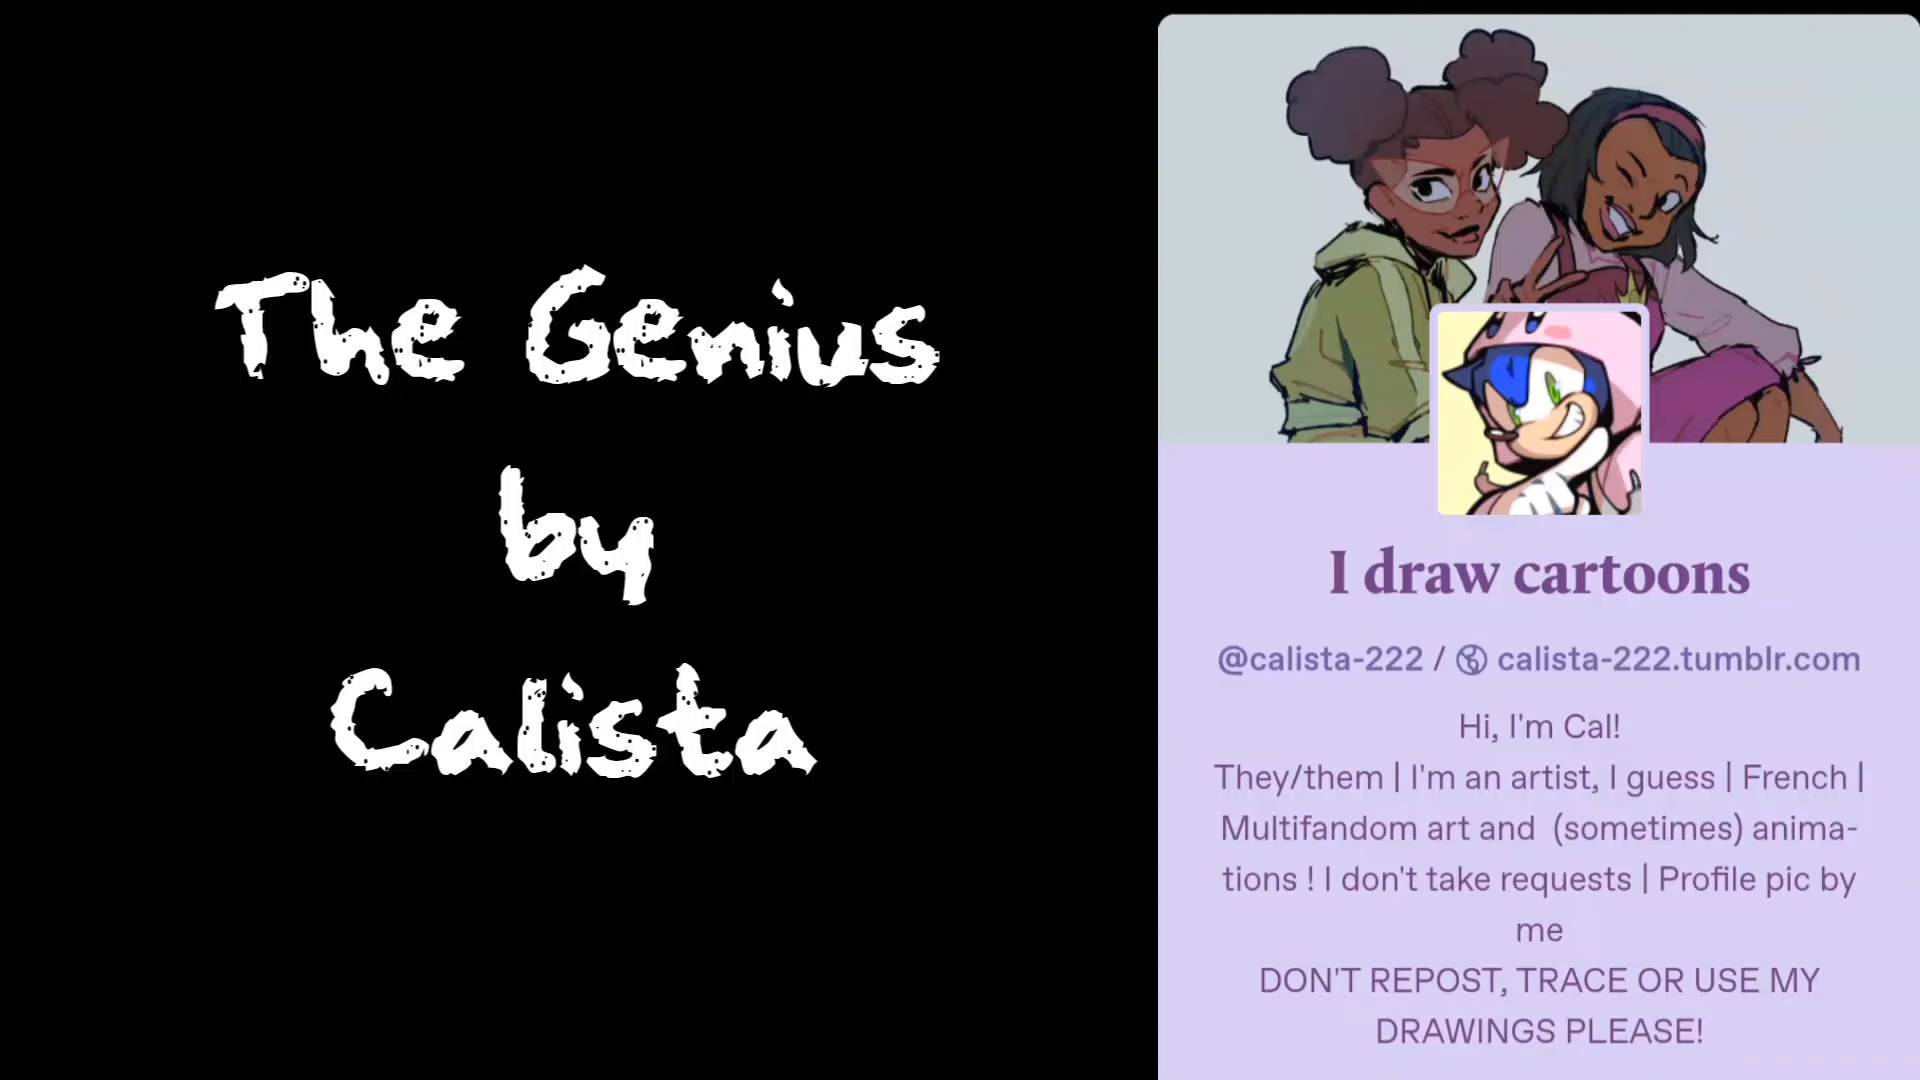 The Genius
by
Calista
I draw cartoons
@calista-222 / calista-222.tumblr.com
Hi, I'm Cal!
They/them | I'm an artist, I guess | French |
Multifandom art and (sometimes) anima-
tions ! I don't take requests | Profile pic by
me
DON'T REPOST, TRACE OR USE MY
DRAWINGS PLEASE!